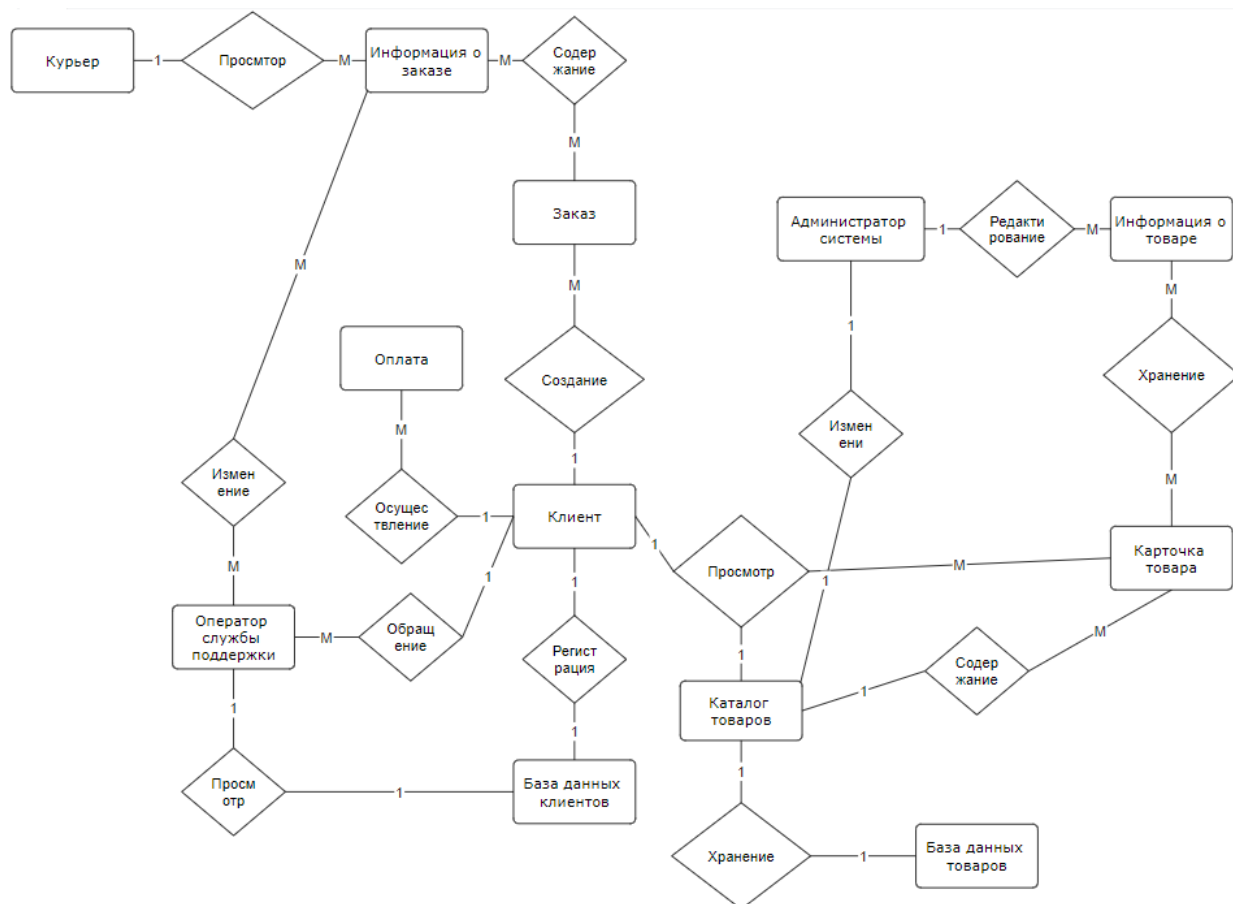 Курьер
1
Просмтор
М
Информация о
заказе
М
Содер
жание
М
Заказ
М
Создание
1
Администратор
системы
1
Редакти
рование
М
Информация о
товаре
М
Хранение
М
1
Измен
ени
1
М
Измен
ение
М
Оплата
М
Осущес
твление
1
Клиент
1
Просмотр
М
Карточка
товара
Оператор
службы
поддержки
М
Обращ
ение
1
1
Регист
рация
1
1
М
Содер
жание
1
Каталог
товаров
1
Просм
отр
1
База данных
клиентов
1
Хранение
1
База данных
товаров